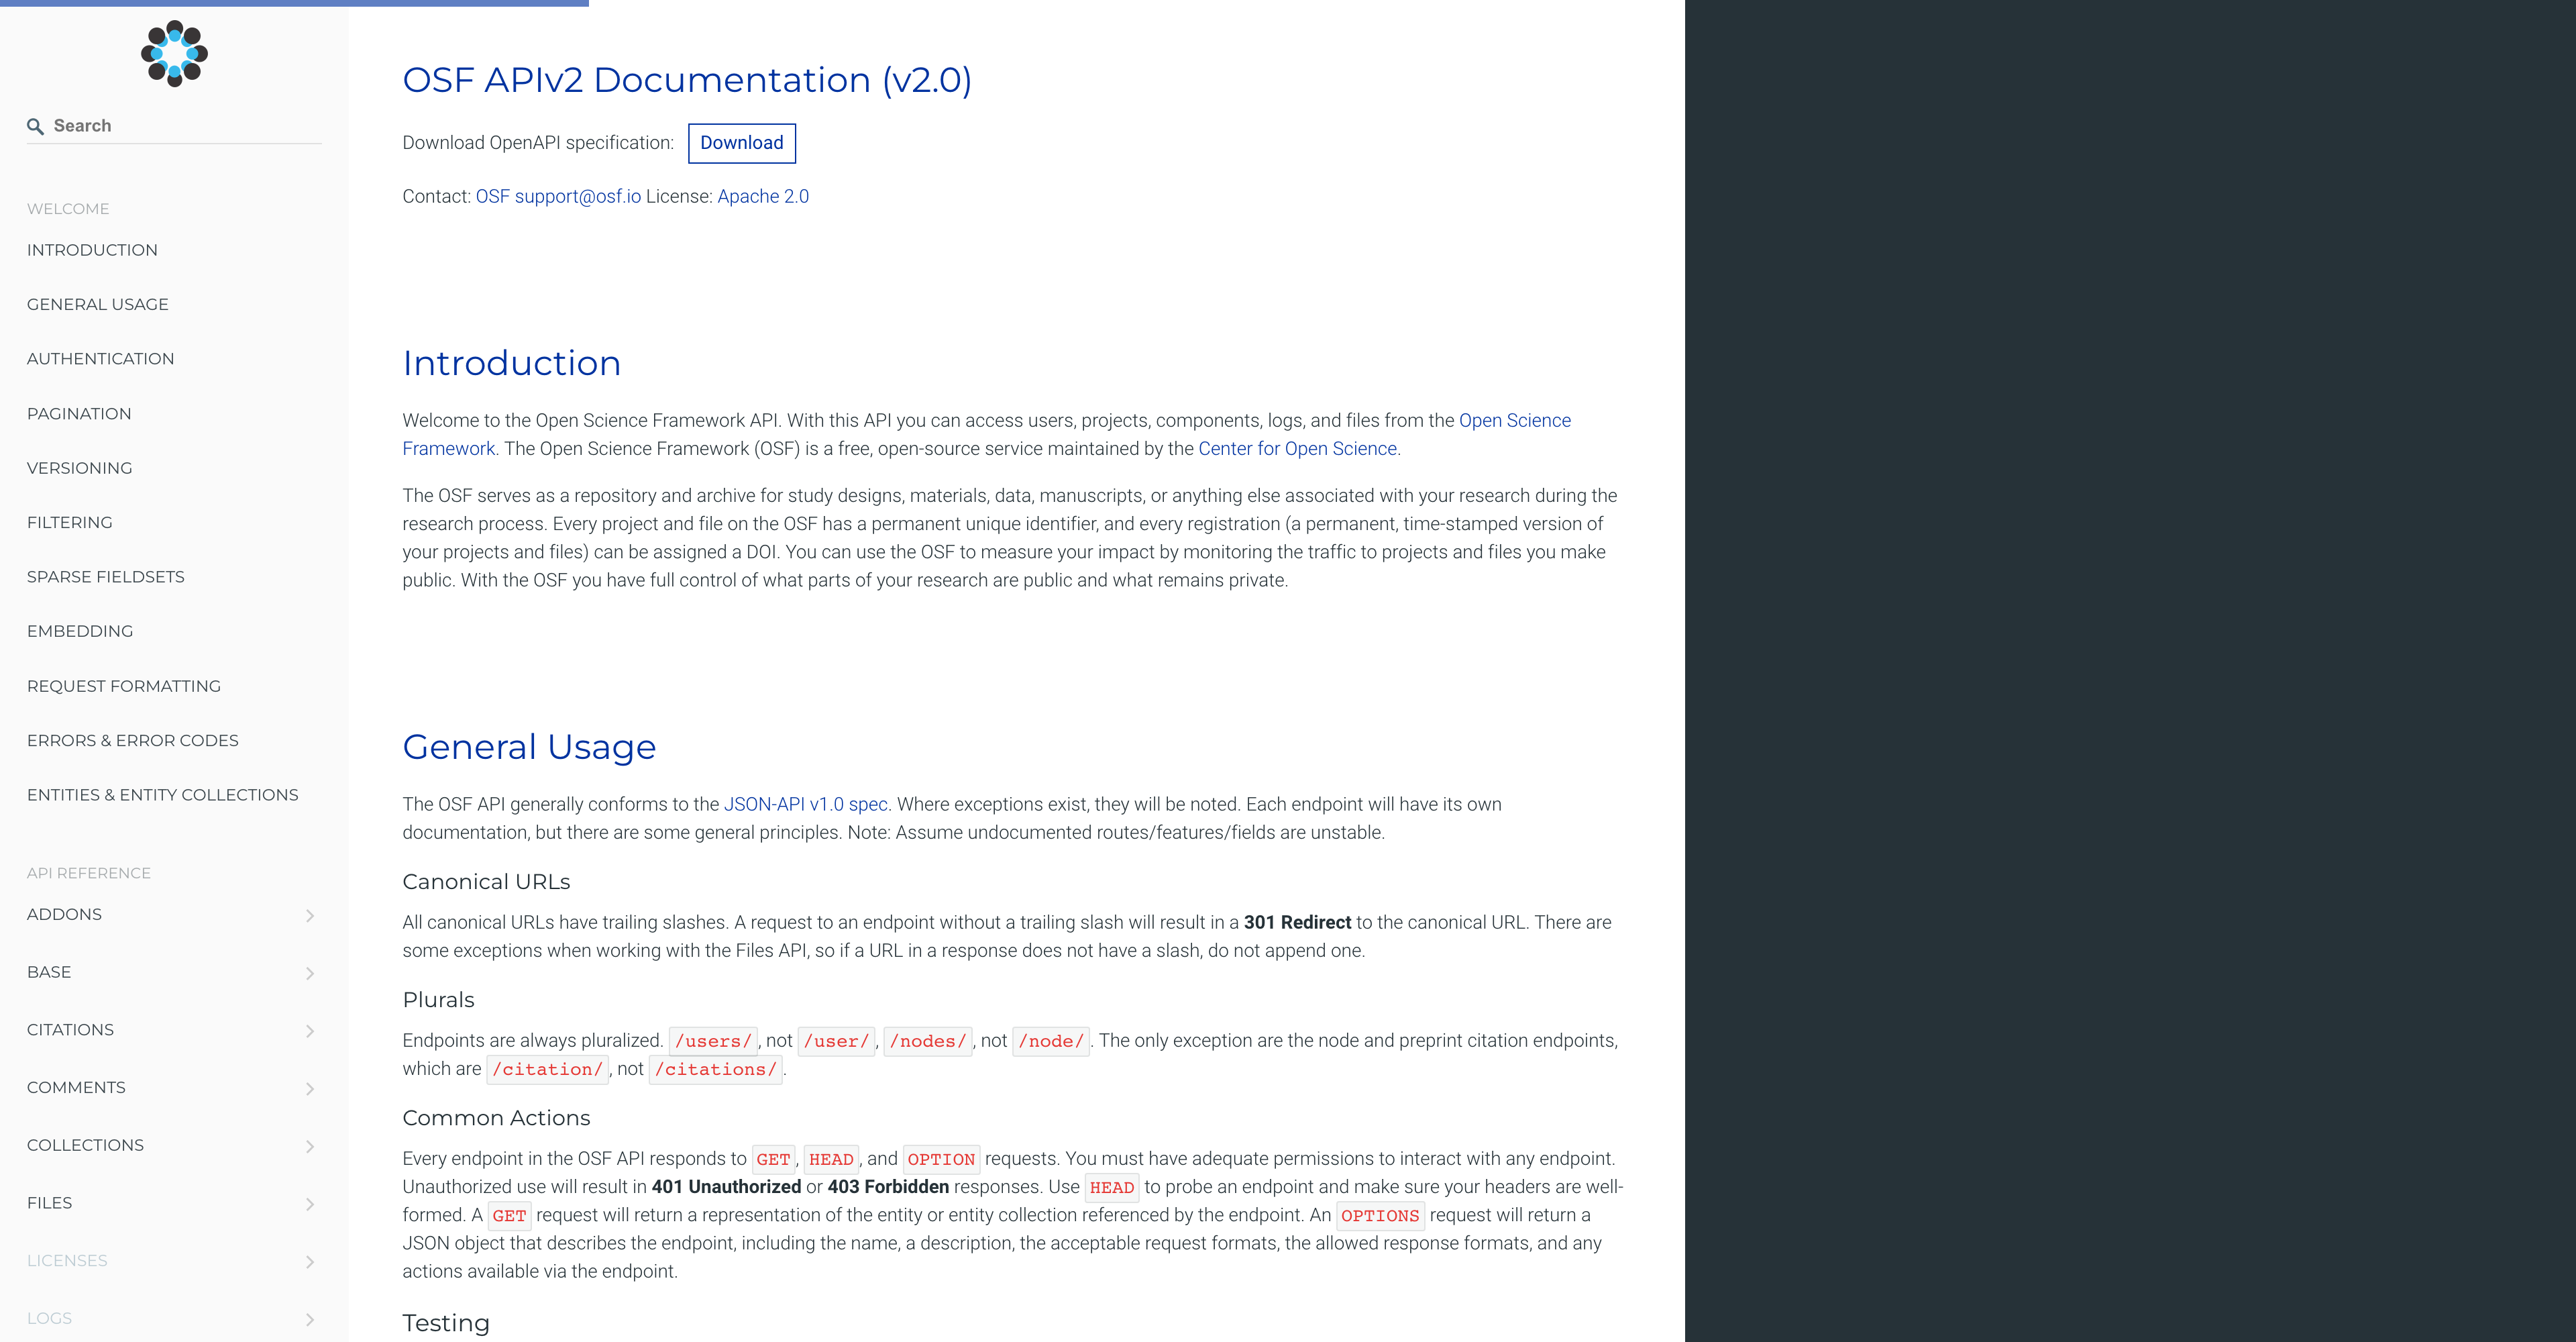 Search
WELCOME
INTRODUCTION
GENERAL USAGE
AUTHENTICATION
PAGINATION
VERSIONING
FILTERING
SPARSE FIELDSETS
EMBEDDING
REQUEST FORMATTING
ERRORS & ERROR CODES
ENTITIES & ENTITY COLLECTIONS
API REFERENCE
ADDONS
BASE
CITATIONS
COMMENTS
COLLECTIONS
FILES
LICENSES
LOGS
OSF APIv2 Documentation (v2.0)
Download OpenAPI specification: Download
Contact: OSF support@osf.io License: Apache 2.0
Introduction
Welcome to the Open Science Framework API. With this API you can access users, projects, components, logs, and files from the Open Science
Framework. The Open Science Framework (OSF) is a free, open-source service maintained by the Center for Open Science.
The OSF serves as a repository and archive for study designs, materials, data, manuscripts, or anything else associated with your research during the
research process. Every project and file on the OSF has a permanent unique identifier, and every registration (a permanent, time-stamped version of
your projects and files) can be assigned a DOI. You can use the OSF to measure your impact by monitoring the traffic to projects and files you make
public. With the OSF you have full control of what parts of your research are public and what remains private.
General Usage
The OSF API generally conforms to the JSON-API v1.0 spec. Where exceptions exist, they will be noted. Each endpoint will have its own
documentation, but there are some general principles. Note: Assume undocumented routes/features/fields are unstable.
Canonical URLs
All canonical URLs have trailing slashes. A request to an endpoint without a trailing slash will result in a 301 Redirect to the canonical URL. There are
some exceptions when working with the Files API, so if a URL in a response does not have a slash, do not append one.
Plurals
Endpoints are always pluralized. /users/, not /user/, /nodes/, not /node/. The only exception are the node and preprint citation endpoints,
which are /citation/, not /citations/.
Common Actions
Every endpoint in the OSF API responds to GET, HEAD, and OPTION requests. You must have adequate permissions to interact with any endpoint.
Unauthorized use will result in 401 Unauthorized or 403 Forbidden responses. Use HEAD to probe an endpoint and make sure your headers are well-
formed. A GET request will return a representation of the entity or entity collection referenced by the endpoint. An OPTIONS request will return a
JSON object that describes the endpoint, including the name, a description, the acceptable request formats, the allowed response formats, and any
actions available via the endpoint.
Testing